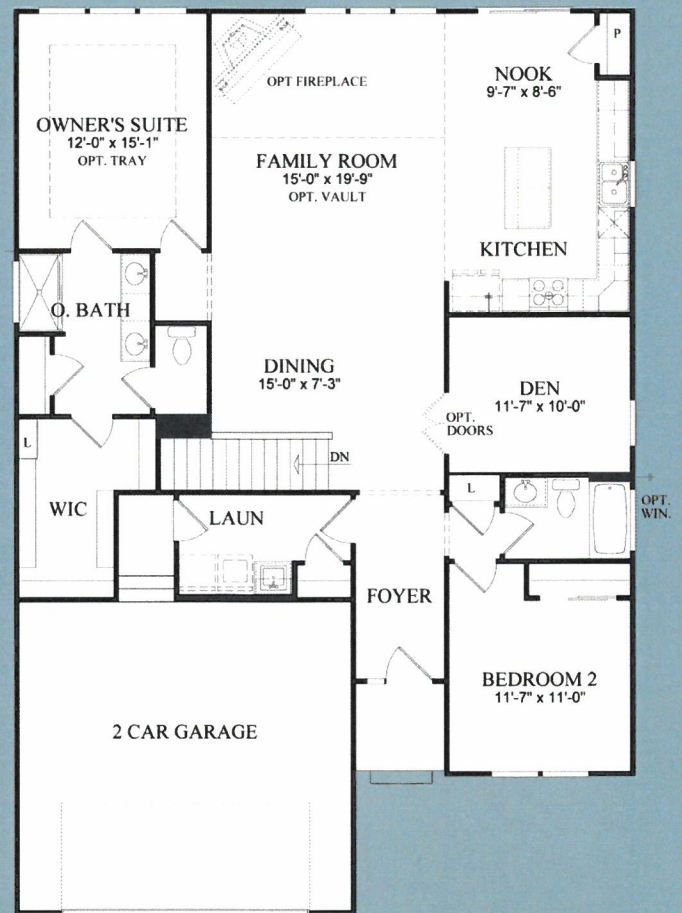 P
NOOK
9'-7" x 8'-6"
OPT FIREPLACE
OWNER'S SUITE
12'-0" x 15'-1"
OPT. TRAY
FAMILY ROOM
15'-0" x 19'-9"
OPT. VAULT
KITCHEN
O. BATH
DINING
15'-0" x 7'-3"
DEN
11'-7" x 10'-0"
OPT.
DOORS
L
DN
L
OPT.
WIN.
WIC
LAUN
FOYER
BEDROOM 2
11'-7" x 11'-0"
2 CAR GARAGE